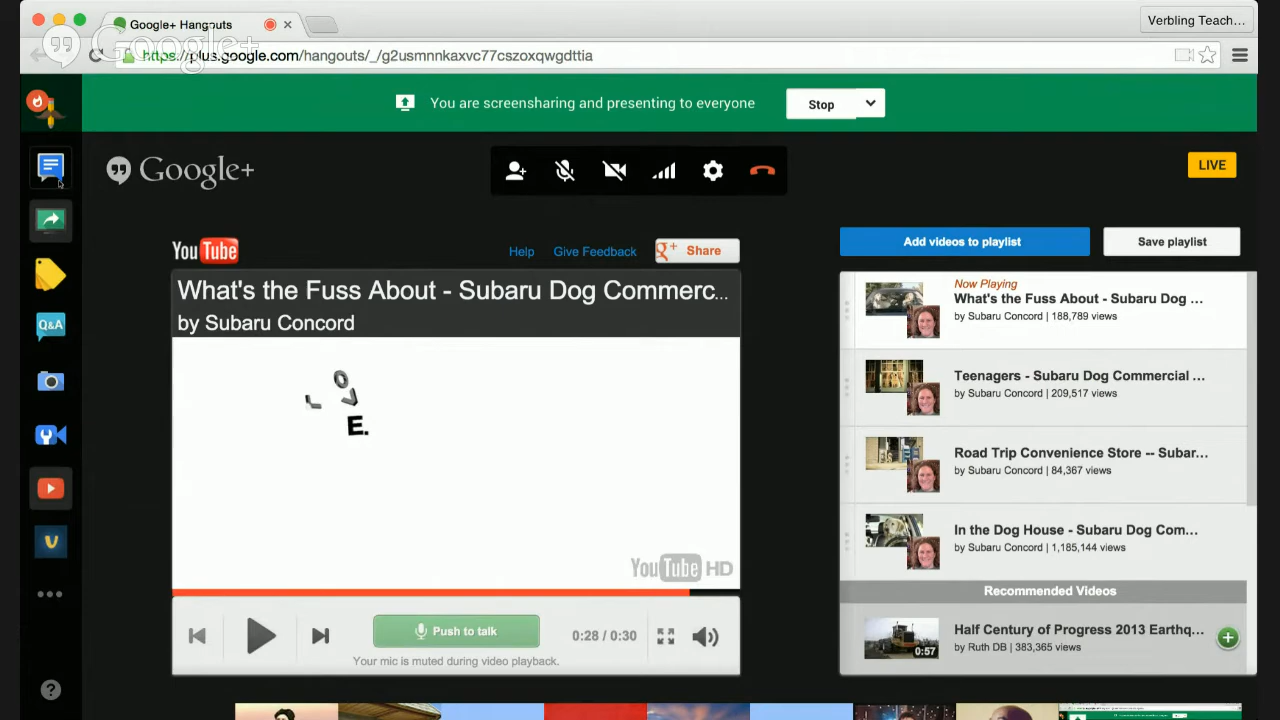 Google+ Hangouts
Verbling Teach...
Google+
https://plus.google.com/hangouts/_/g2usmnnkaxvc77cszoxqwgdttia
You are screensharing and presenting to everyone
Stop
Google+
LIVE
YouTube
Help
Give Feedback
g+ Share
Add videos to playlist
Save playlist
What's the Fuss About - Subaru Dog Commerc...
by Subaru Concord
Now Playing
What's the Fuss About - Subaru Dog ...
by Subaru Concord | 188,789 views
Q&A
Teenagers - Subaru Dog Commercial ...
by Subaru Concord | 209,517 views
L O V E.
Road Trip Convenience Store -- Subar...
by Subaru Concord | 84,367 views
In the Dog House - Subaru Dog Com...
by Subaru Concord | 1,185,144 views
YouTube HD
Recommended Videos
Half Century of Progress 2013 Earthq...
by Ruth DB | 383,365 views
0:57
Push to talk
0:28 / 0:30
Your mic is muted during video playback.